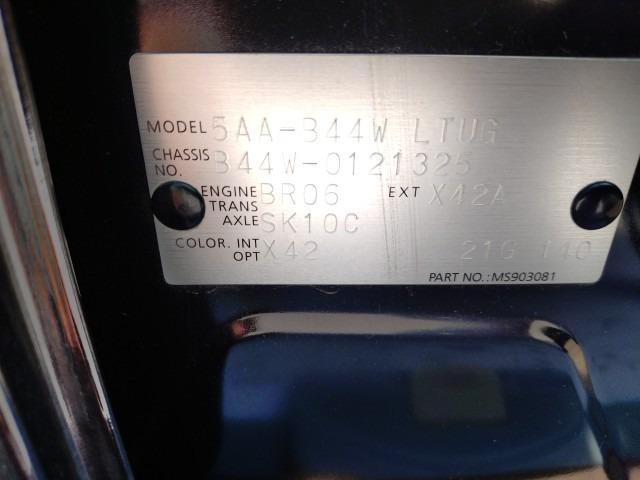 MODEL 5AA-B44W LTUG
CHASSIS NO. B44W-0121325
ENGINE BR06 EXT X42A
TRANS AXLE SK10C
COLOR. INT OPT X42 21G T40
PART NO.: MS903081